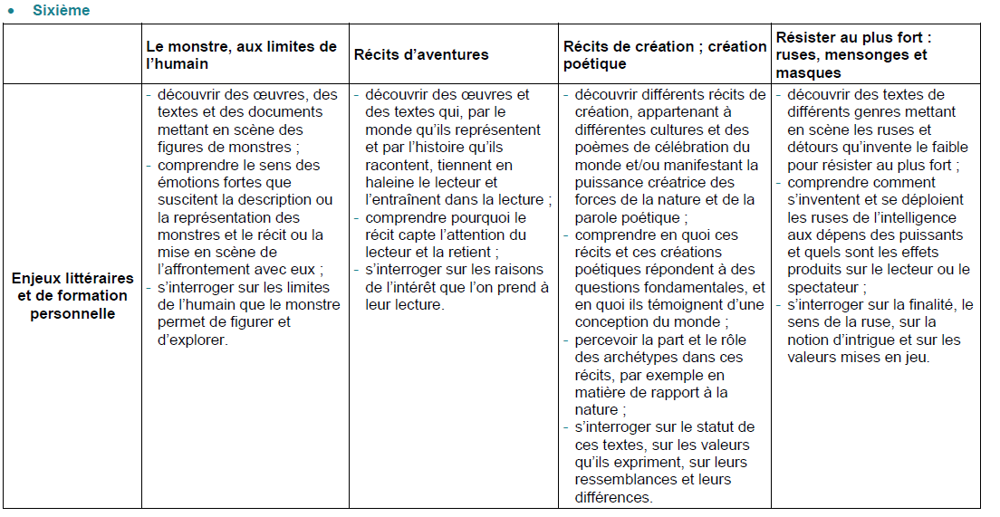 • Sixième
Le monstre, aux limites de
l’humain
Récits d’aventures
Récits de création ; création
poétique
Résister au plus fort :
ruses, mensonges et
masques
Enjeux littéraires
et de formation
personnelle
- découvrir des œuvres, des
textes et des documents
mettant en scène des
figures de monstres ;
- comprendre le sens des
émotions fortes que
suscitent la description ou
la représentation des
monstres et le récit ou la
mise en scène de
l’affrontement avec eux ;
- s’interroger sur les limites
de l’humain que le monstre
permet de figurer et
d’explorer.
- découvrir des œuvres et
des textes qui, par le
monde qu’ils représentent
et par l’histoire qu’ils
racontent, tiennent en
haleine le lecteur et
l’entraînent dans la lecture ;
- comprendre pourquoi le
récit capte l’attention du
lecteur et la retient ;
- s’interroger sur les raisons
de l’intérêt que l’on prend à
leur lecture.
- découvrir différents récits de
création, appartenant à
différentes cultures et des
poèmes de célébration du
monde et/ou manifestant la
puissance créatrice des
forces de la nature et de la
parole poétique ;
- comprendre en quoi ces
récits et ces créations
poétiques répondent à des
questions fondamentales, et
en quoi ils témoignent d’une
conception du monde ;
- percevoir la part et le rôle
des archétypes dans ces
récits, par exemple en
matière de rapport à la
nature ;
- s’interroger sur le statut de
ces textes, sur les valeurs
qu’ils expriment, sur leurs
ressemblances et leurs
différences.
- découvrir des textes de
différents genres mettant
en scène les ruses et
détours qu’invente le faible
pour résister au plus fort ;
- comprendre comment
s’inventent et se déploient
les ruses de l’intelligence
aux dépens des puissants
et quels sont les effets
produits sur le lecteur ou le
spectateur ;
- s’interroger sur la finalité, le
sens de la ruse, sur la
notion d’intrigue et sur les
valeurs mises en jeu.